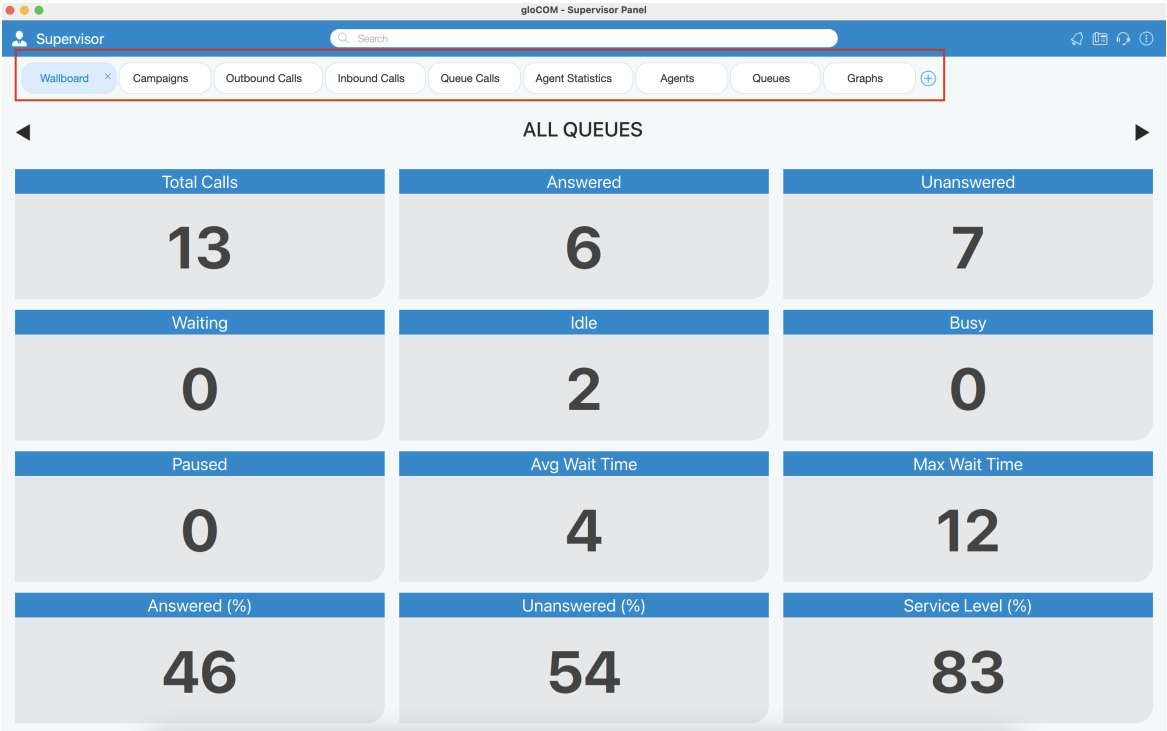 gloCOM - Supervisor Panel
Supervisor
Search
Wallboard
Campaigns
Outbound Calls
Inbound Calls
Queue Calls
Agent Statistics
Agents
Queues
Graphs
ALL QUEUES
Total Calls
13
Answered
6
Unanswered
7
Waiting
0
Idle
2
Busy
0
Paused
0
Avg Wait Time
4
Max Wait Time
12
Answered (%)
46
Unanswered (%)
54
Service Level (%)
83